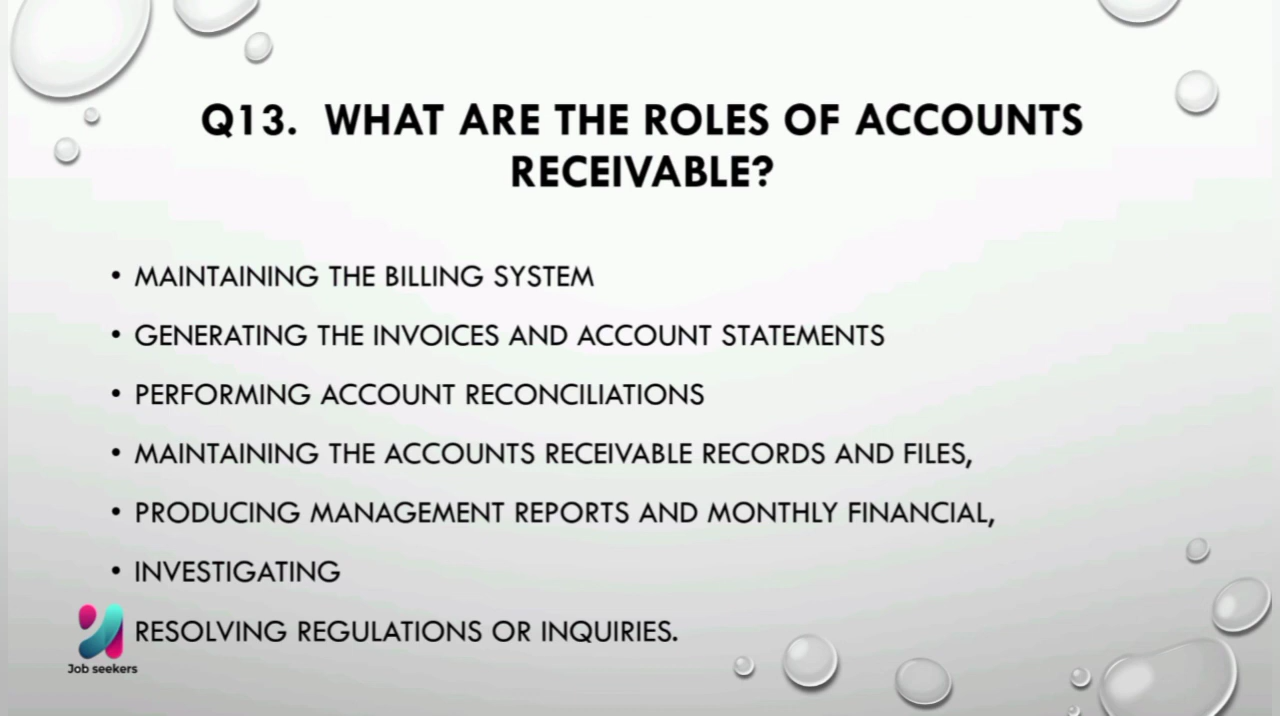 Q13. WHAT ARE THE ROLES OF ACCOUNTS
RECEIVABLE?
• MAINTAINING THE BILLING SYSTEM
• GENERATING THE INVOICES AND ACCOUNT STATEMENTS
• PERFORMING ACCOUNT RECONCILIATIONS
• MAINTAINING THE ACCOUNTS RECEIVABLE RECORDS AND FILES,
• PRODUCING MANAGEMENT REPORTS AND MONTHLY FINANCIAL,
• INVESTIGATING
RESOLVING REGULATIONS OR INQUIRIES.
Job seekers